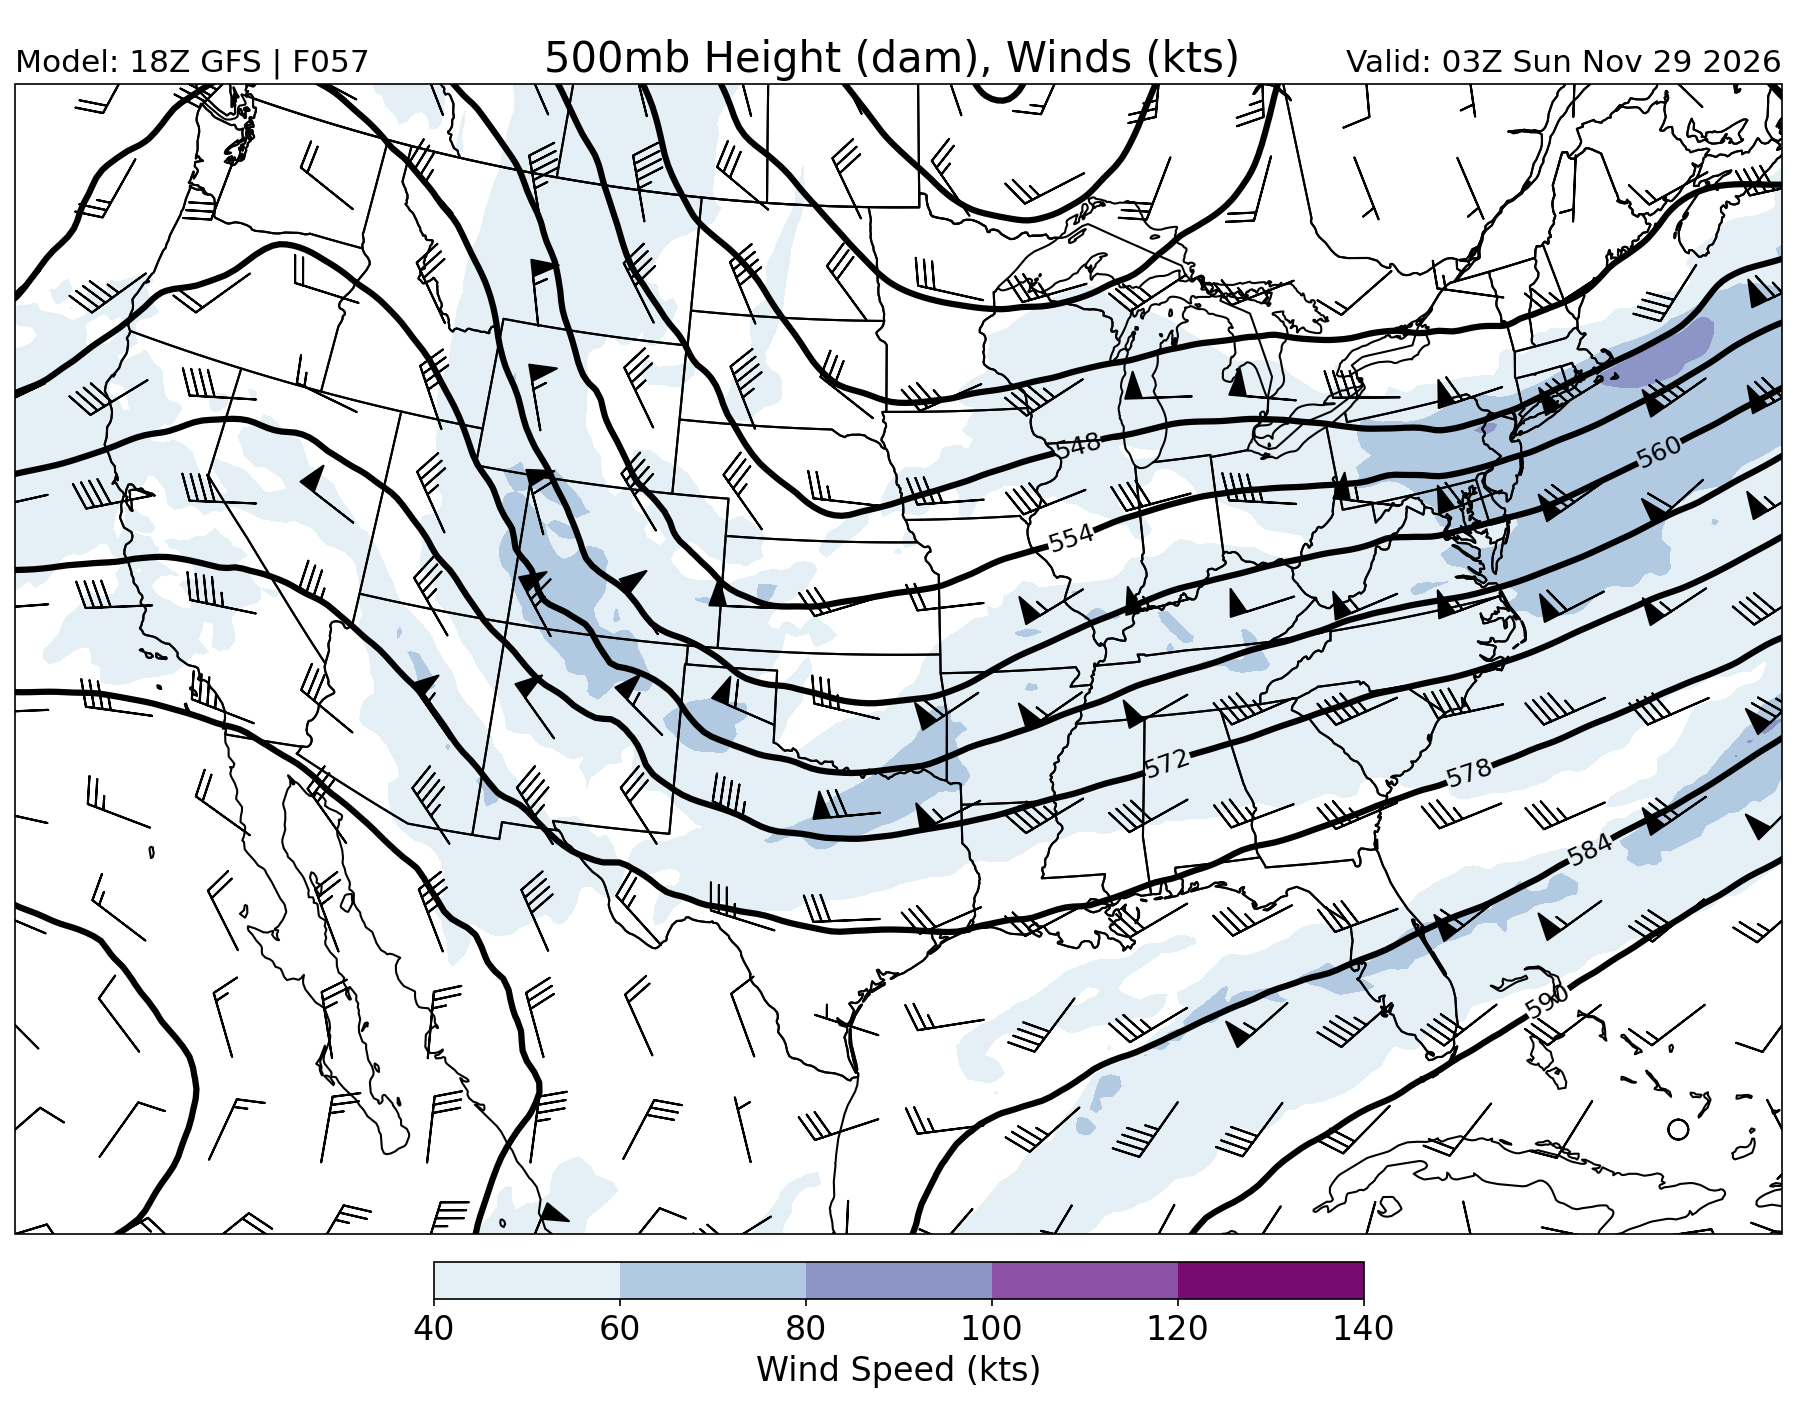 Model: 18Z GFS | F057
500mb Height (dam), Winds (kts)
Valid: 03Z Sun Nov 29 2026
548
560
554
572
578
584
590
40 60 80 100 120 140
Wind Speed (kts)